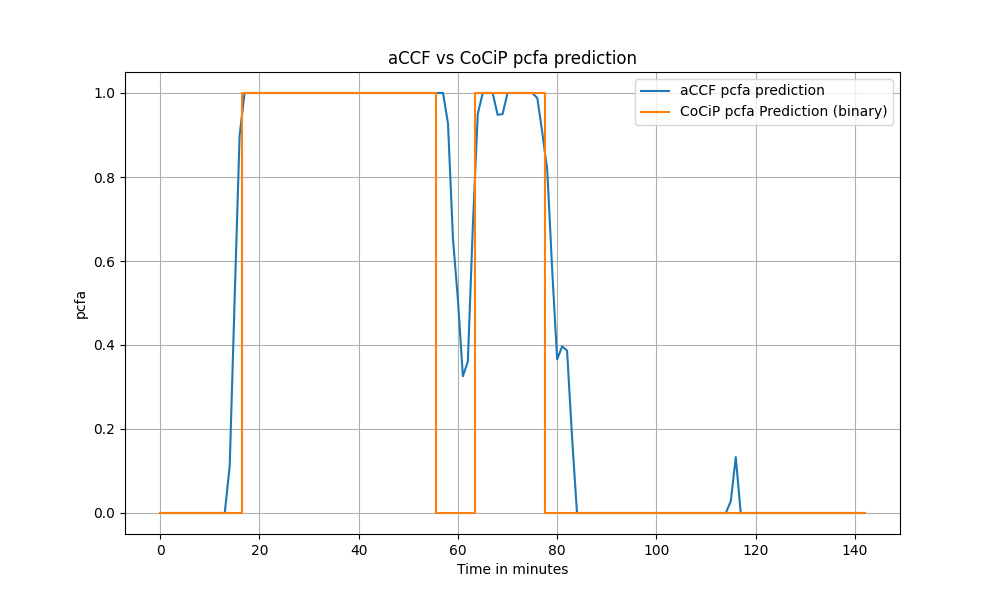 aCCF vs CoCiP pcfa prediction
aCCF pcfa prediction
CoCiP pcfa Prediction (binary)
pcfa
1.0
0.8
0.6
0.4
0.2
0.0
0 20 40 60 80 100 120 140
Time in minutes